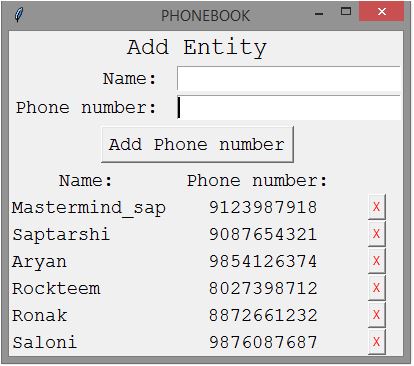 PHONEBOOK
Add Entity
Name:
Phone number:
Add Phone number
Name: Phone number:
Mastermind_sap 9123987918 X
Saptarshi 9087654321 X
Aryan 9854126374 X
Rockteem 8027398712 X
Ronak 8872661232 X
Saloni 9876087687 X